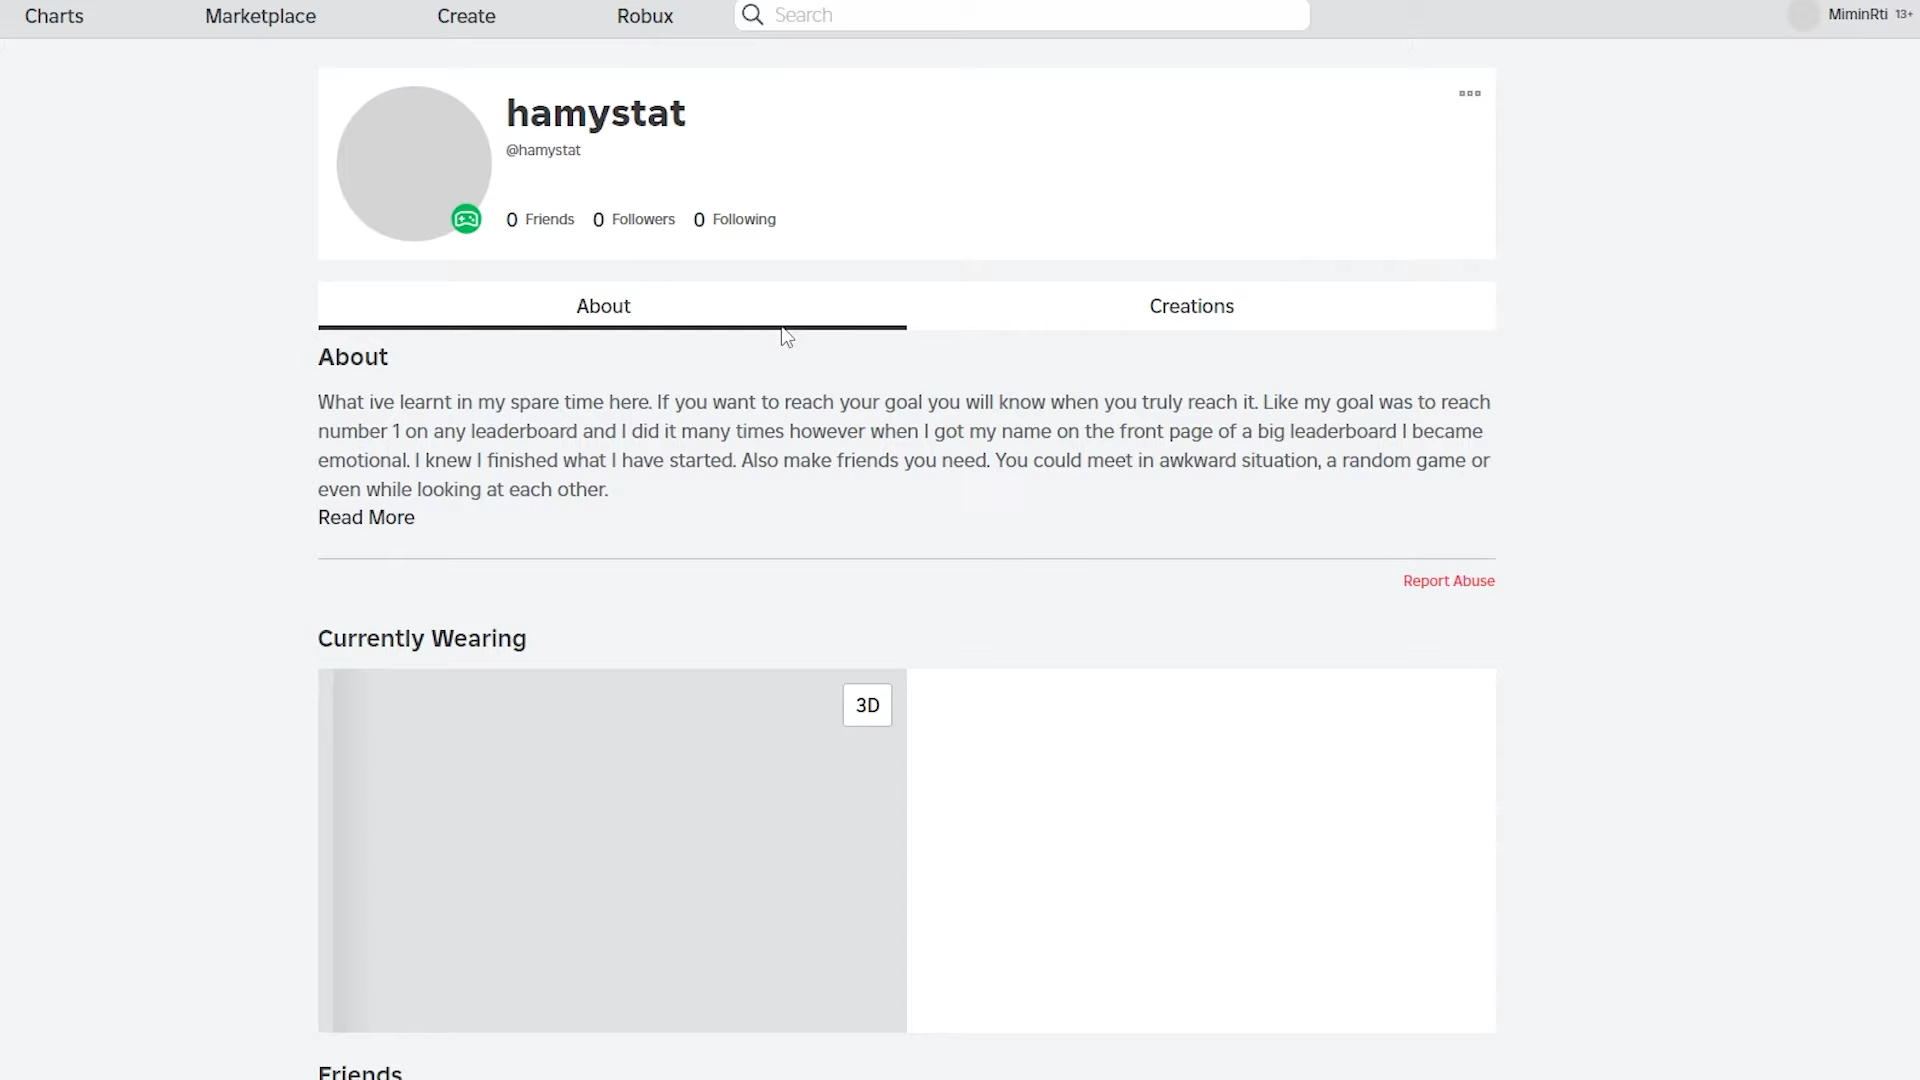 Charts Marketplace Create Robux Search MiminRti 13+
hamystat
@hamystat
0 Friends 0 Followers 0 Following
About Creations
About
What ive learnt in my spare time here. If you want to reach your goal you will know when you truly reach it. Like my goal was to reach
number 1 on any leaderboard and I did it many times however when I got my name on the front page of a big leaderboard I became
emotional. I knew I finished what I have started. Also make friends you need. You could meet in awkward situation, a random game or
even while looking at each other.
Read More
Report Abuse
Currently Wearing
3D
Friends